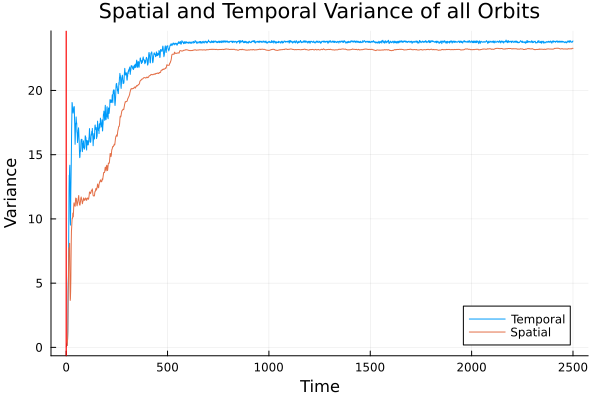 Spatial and Temporal Variance of all Orbits
Variance
20
15
10
5
0
0 500 1000 1500 2000 2500
Time
Temporal
Spatial